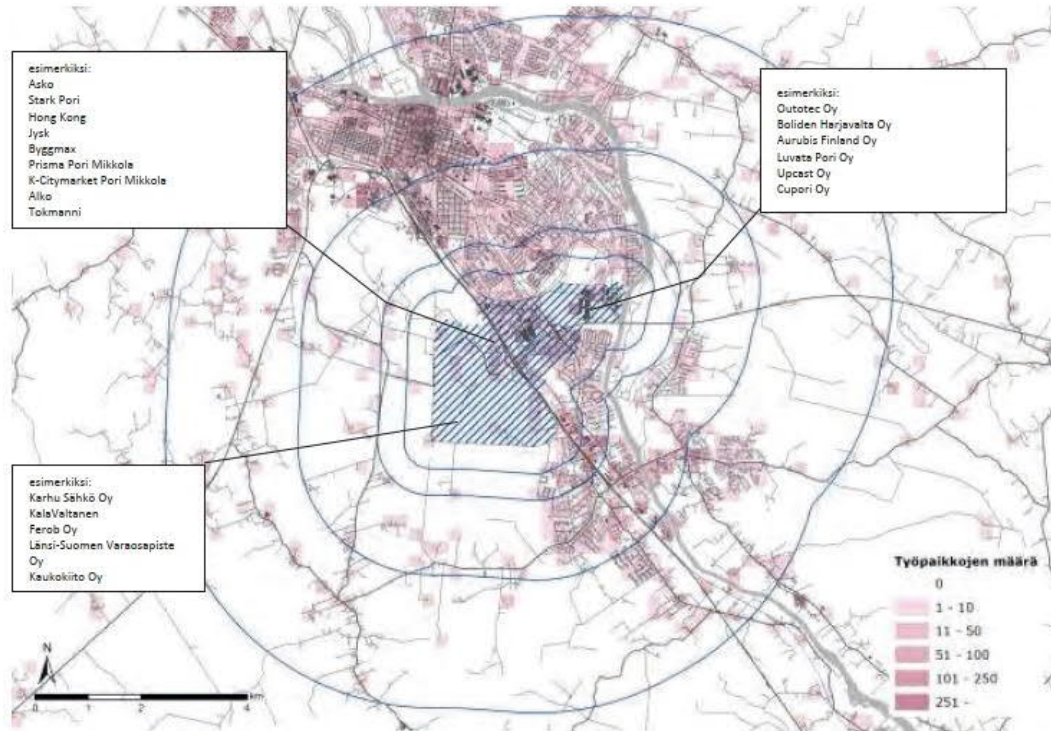 esimerkiksi:
Asko
Stark Pori
Hong Kong
Jysk
Byggmax
Prisma Pori Mikkola
K-Citymarket Pori Mikkola
Alko
Tokmanni
esimerkiksi:
Outotec Oy
Boliden Harjavalta Oy
Aurubis Finland Oy
Luvata Pori Oy
Upcast Oy
Cupori Oy
esimerkiksi:
Karhu Sähkö Oy
KalaValtanen
Ferob Oy
Länsi-Suomen Varaosapiste
Oy
Kaukokiito Oy
Työpaikkojen määrä
0
1 - 10
11 - 50
51 - 100
101 - 250
251 -
N
km
0 1 2 4